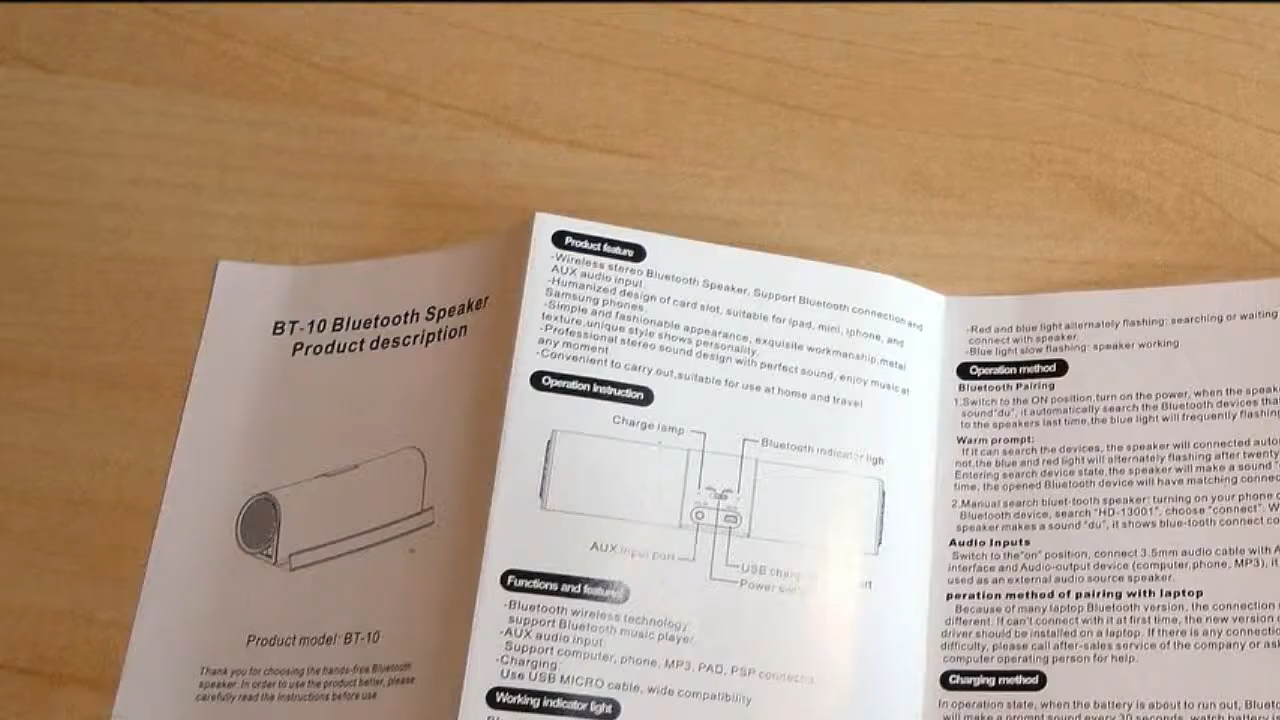 BT-10 Bluetooth Speaker
Product description
Product model: BT-10
Thank you for choosing the hands-free Bluetooth
speaker. In order to use the product better, please
carefully read the instructions before use
Product feature
-Wireless stereo Bluetooth Speaker. Support Bluetooth connection and
AUX audio input.
-Humanized design of card slot, suitable for ipad, mini, iphone, and
Samsung phones.
-Simple and fashionable appearance, exquisite workmanship,metal
texture,unique style shows personality.
-Professional stereo sound design with perfect sound, enjoy music at
any moment.
-Convenient to carry out,suitable for use at home and travel
Operation Instruction
Charge lamp
Bluetooth indicator ligh
AUX input port
USB
Power
Functions and features
-Bluetooth wireless technology:
support Bluetooth music player.
-AUX audio input:
Support computer, phone, MP3, PAD, PSP
-Charging:
Use USB MICRO cable, wide compatibility
Working indicator light
-Red and blue light alternately flashing: searching or waiting
connect with speaker.
-Blue light slow flashing: speaker working.
Operation method
Bluetooth Pairing
1.Switch to the ON position,turn on the power, when the
sound"du", it automatically search the Bluetooth devices
to the speakers last time,the blue light will frequently flashing
Warm prompt:
If it can search the devices, the speaker will connected
not,the blue and red light will alternately flashing after twenty
Entering search device state,the speaker will make a sound
time, the opened Bluetooth device will have matching
2.Manual search bluet-tooth speaker: turning on your phone
Bluetooth device, search "HD-13001", choose "connect".
speaker makes a sound "du", it shows blue-tooth connect
Audio Inputs
Switch to the"on" position, connect 3.5mm audio cable with
interface and Audio-output device (computer,phone, MP3), it
used as an external audio source speaker.
peration method of pairing with laptop
Because of many laptop Bluetooth version, the connection
different. If can't connect with it at first time, the new version
driver should be installed on a laptop. If there is any
difficulty, please call after-sales service of the company or
computer operating person for help.
Charging method
In operation state, when the battery is about to run out,
will make a prompt sound every 30 seconds,